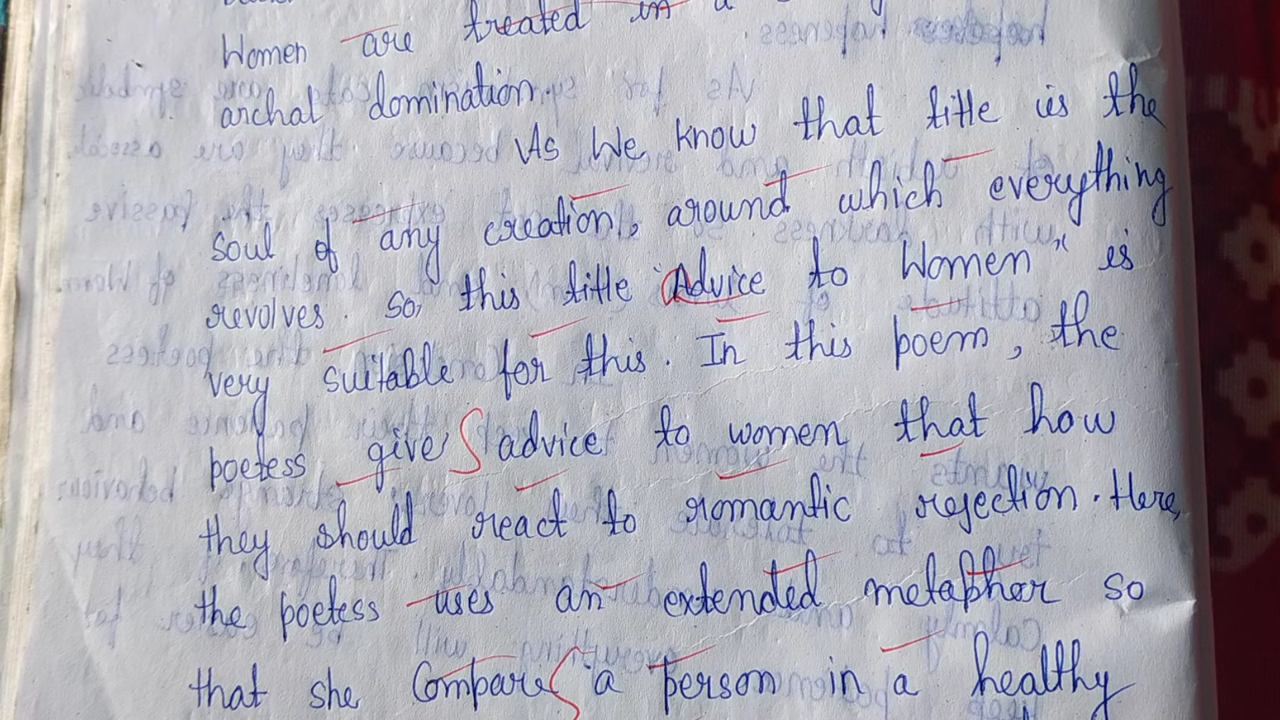 Women are treated in a
archal domination.
As We know that title is the
soul of any creation, around which everything
revolves. So, this title "Advice to Women" is
very suitable for this. In this poem, the
poetess give advice to women that how
they should react to romantic rejection. Here,
the poetess uses an extended metaphor so
that she Compare a person in a healthy